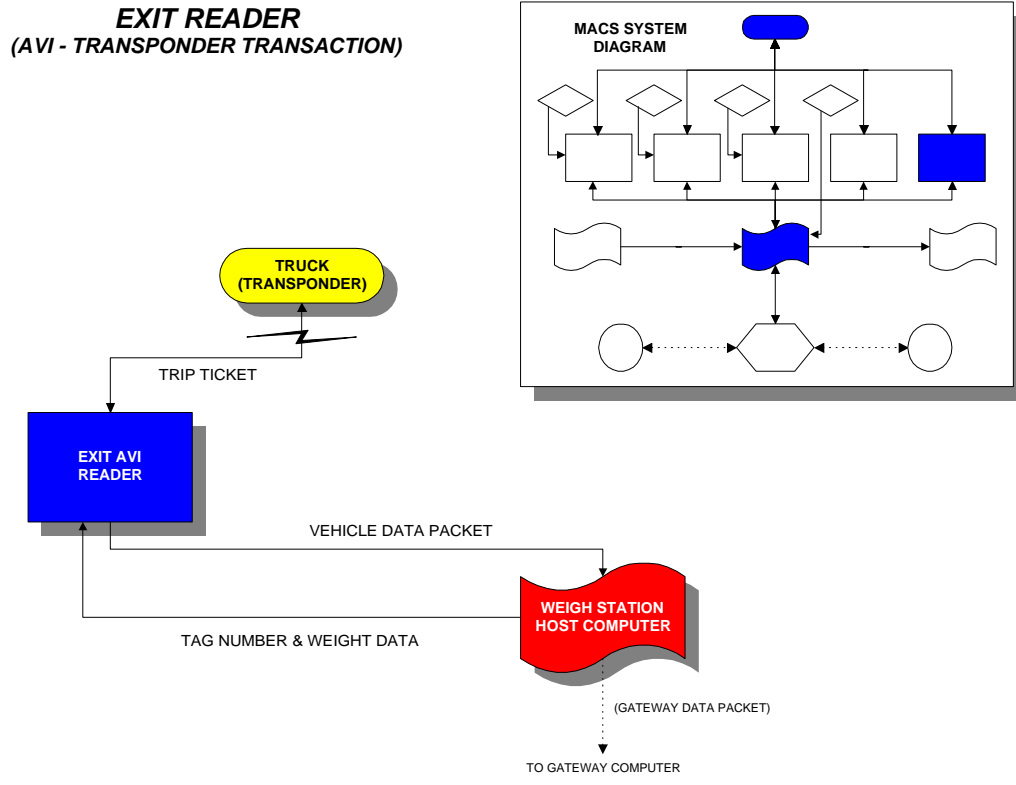 EXIT READER
(AVI - TRANSPONDER TRANSACTION)
MACS SYSTEM
DIAGRAM
TRUCK
(TRANSPONDER)
TRIP TICKET
EXIT AVI
READER
VEHICLE DATA PACKET
WEIGH STATION
HOST COMPUTER
TAG NUMBER & WEIGHT DATA
(GATEWAY DATA PACKET)
TO GATEWAY COMPUTER